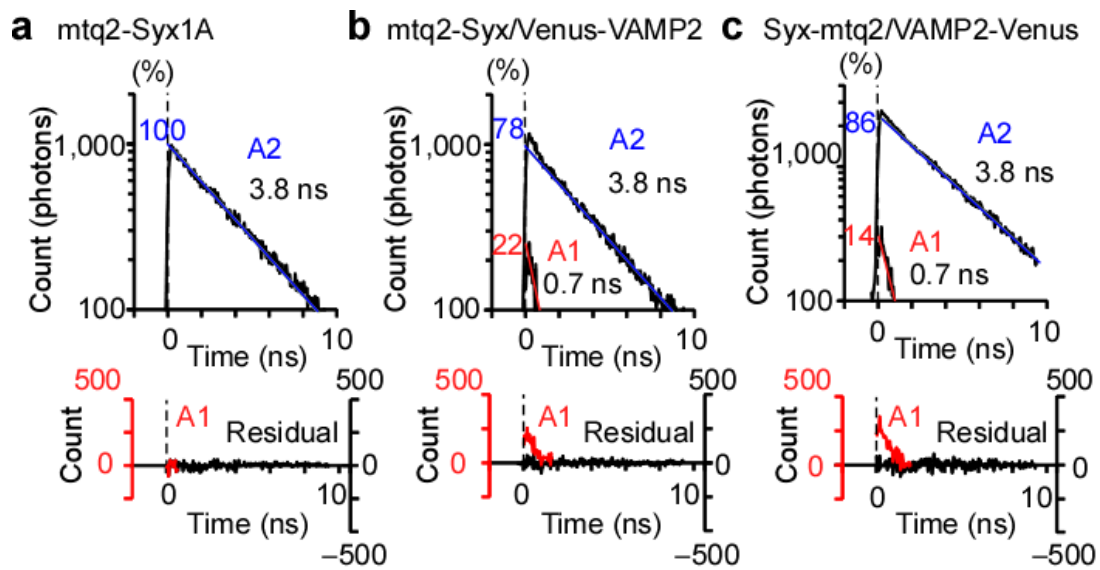 a mtq2-Syx1A
(%)
Count (photons)
1,000
100
100
A2
3.8 ns
0
10
Time (ns)
500
500
Count
A1
Residual
0
0
0
10
Time (ns)
–500
b mtq2-Syx/Venus-VAMP2
(%)
Count (photons)
1,000
100
78
A2
3.8 ns
22
A1
0.7 ns
0
10
Time (ns)
500
500
Count
A1
Residual
0
0
0
10
Time (ns)
–500
c Syx-mtq2/VAMP2-Venus
(%)
Count (photons)
1,000
100
86
A2
3.8 ns
14
A1
0.7 ns
0
10
Time (ns)
500
500
Count
A1
Residual
0
0
0
10
Time (ns)
–500